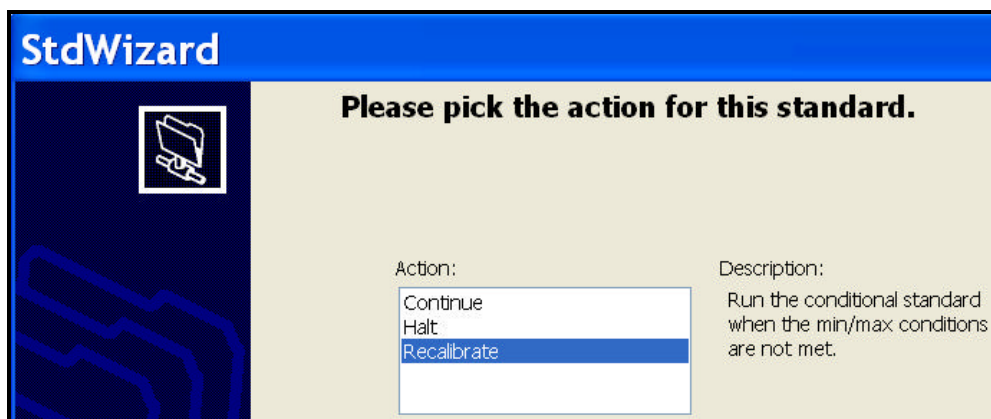 StdWizard
Please pick the action for this standard.
Action:
Continue
Halt
Recalibrate
Description:
Run the conditional standard
when the min/max conditions
are not met.